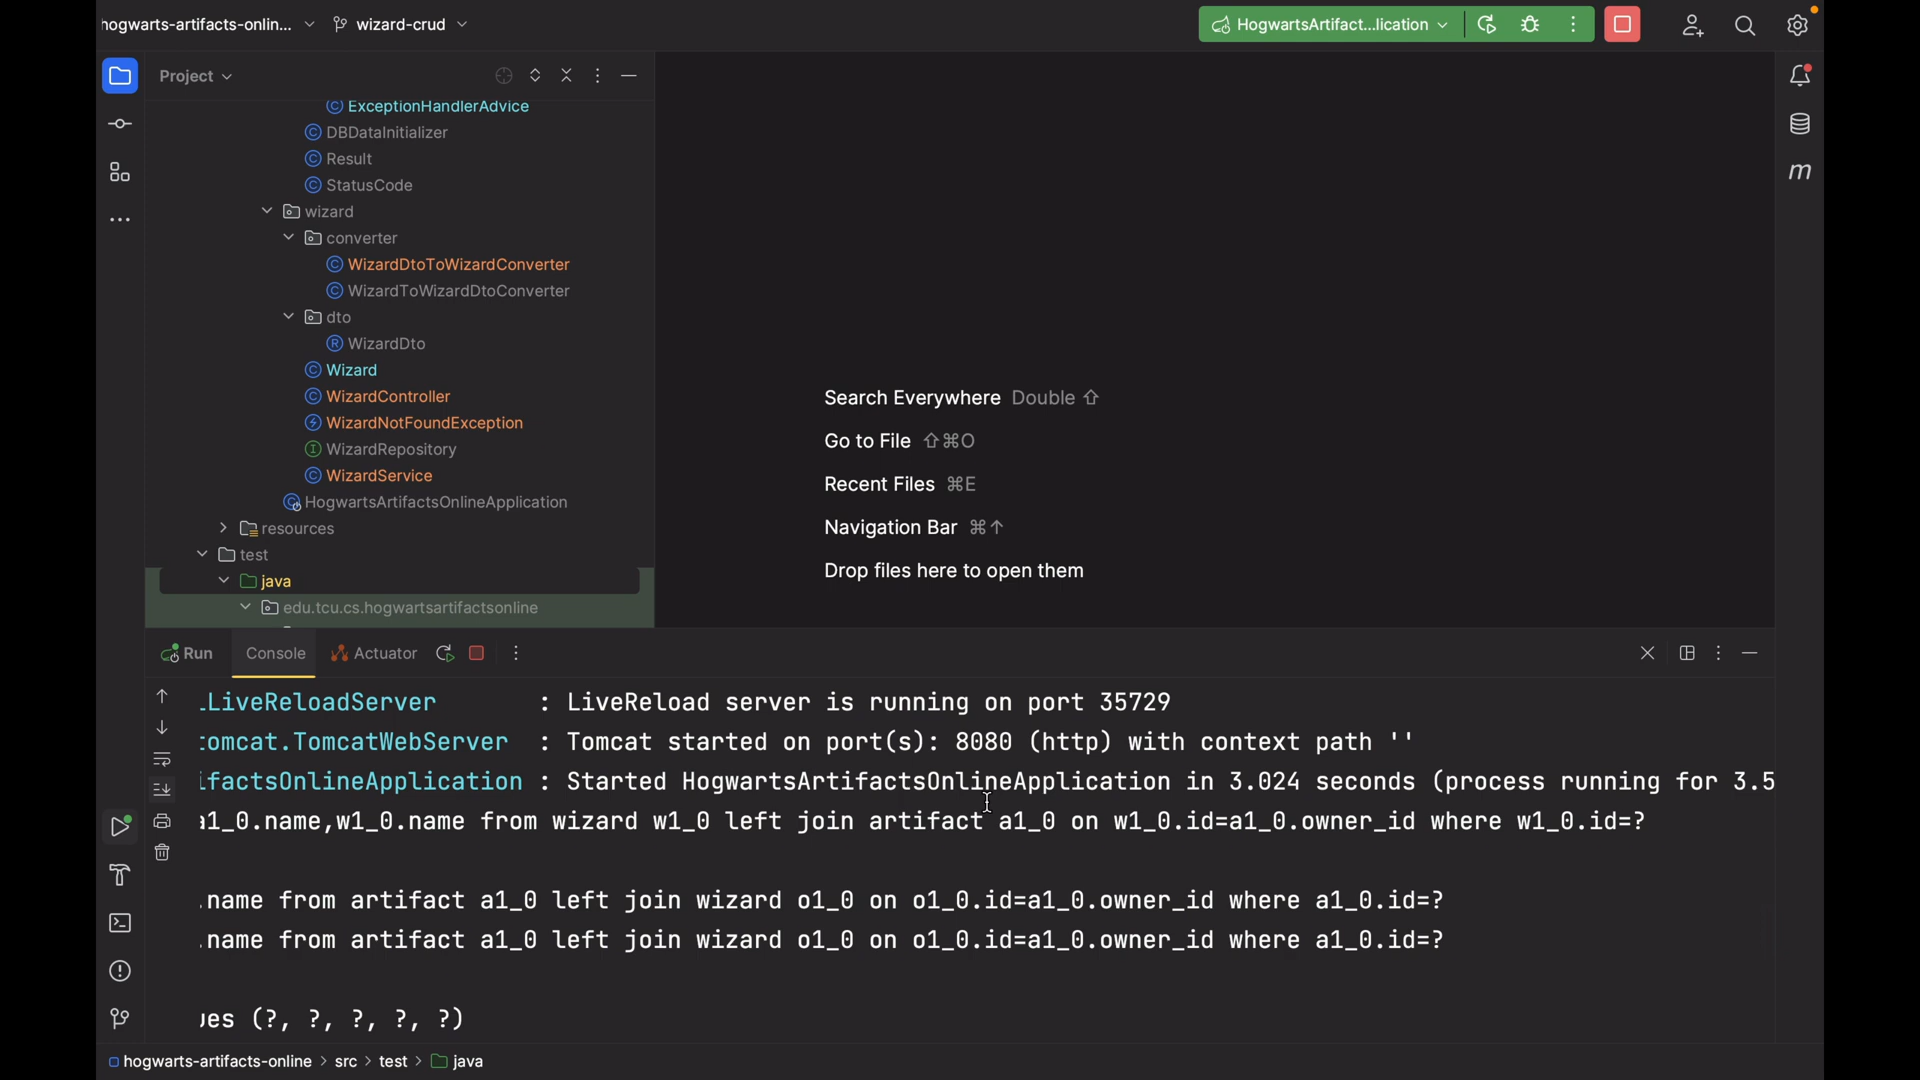 hogwarts-artifacts-onlin... wizard-crud HogwartsArtifact...lication
Project
ExceptionHandlerAdvice
DBDataInitializer
Result
StatusCode
wizard
converter
WizardDtoToWizardConverter
WizardToWizardDtoConverter
dto
WizardDto
Wizard
WizardController
WizardNotFoundException
WizardRepository
WizardService
HogwartsArtifactsOnlineApplication
resources
test
java
edu.tcu.cs.hogwartsartifactsonline
Search Everywhere Double ⇧
Go to File ⇧⌘O
Recent Files ⌘E
Navigation Bar ⌘↑
Drop files here to open them
Run Console Actuator
.LiveReloadServer : LiveReload server is running on port 35729
tomcat.TomcatWebServer : Tomcat started on port(s): 8080 (http) with context path ''
ifactsOnlineApplication : Started HogwartsArtifactsOnlineApplication in 3.024 seconds (process running for 3.5
a1_0.name,w1_0.name from wizard w1_0 left join artifact a1_0 on w1_0.id=a1_0.owner_id where w1_0.id=?
.name from artifact a1_0 left join wizard o1_0 on o1_0.id=a1_0.owner_id where a1_0.id=?
.name from artifact a1_0 left join wizard o1_0 on o1_0.id=a1_0.owner_id where a1_0.id=?
ues (?, ?, ?, ?, ?)
hogwarts-artifacts-online > src > test > java